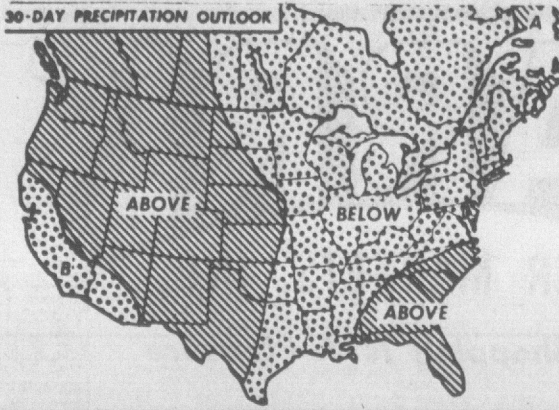 30-DAY PRECIPITATION OUTLOOK
A
ABOVE
BELOW
B
ABOVE